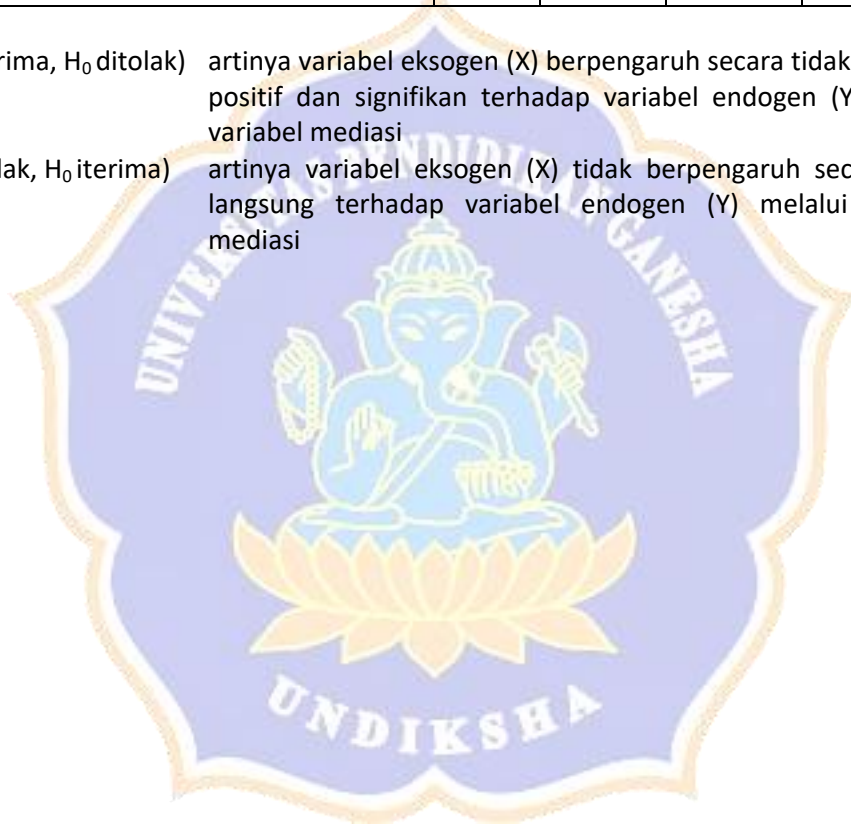 rima, H₀ ditolak) artinya variabel eksogen (X) berpengaruh secara tidak
positif dan signifikan terhadap variabel endogen (Y
variabel mediasi
lak, H₀ iterima) artinya variabel eksogen (X) tidak berpengaruh sec
langsung terhadap variabel endogen (Y) melalui
mediasi
UNIVERSITAS PENDIDIKAN GANESHA
UNDIKSHA